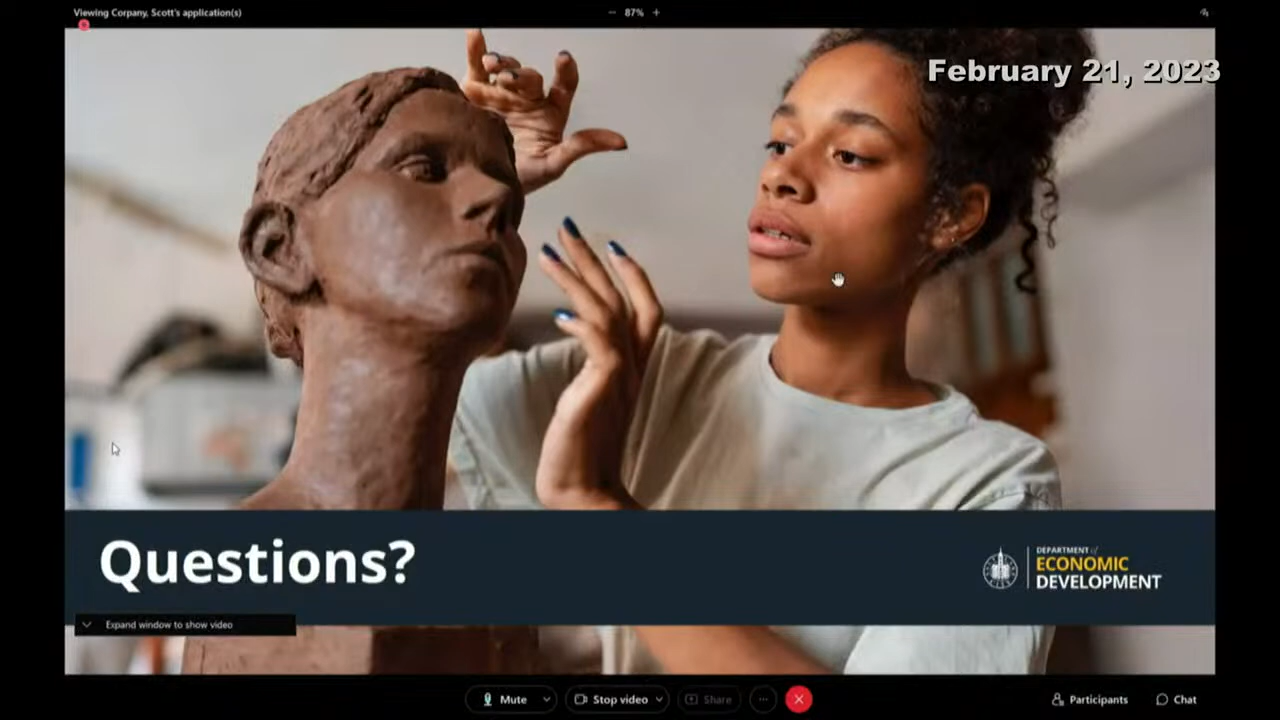 Viewing Corpany, Scott's application(s)
87%
February 21, 2023
Questions?
DEPARTMENT of
ECONOMIC
DEVELOPMENT
Expand window to show video
Mute
Stop video
Share
Participants
Chat